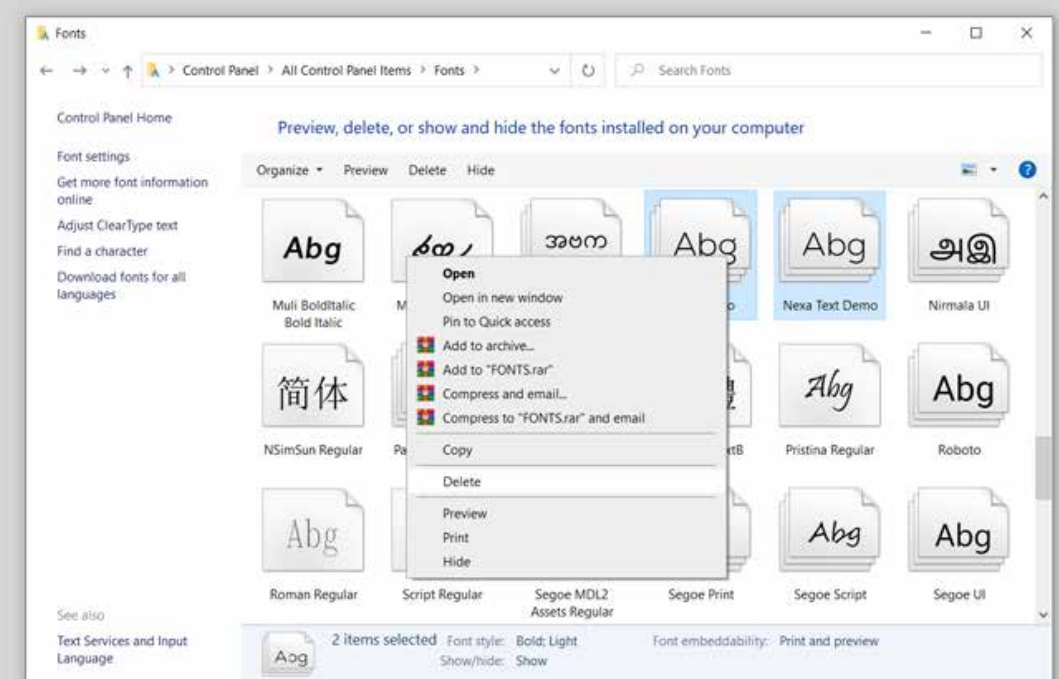 Fonts
Control Panel > All Control Panel Items > Fonts >
Search Fonts
Control Panel Home
Font settings
Get more font information
online
Adjust ClearType text
Find a character
Download fonts for all
languages
See also
Text Services and Input
Language
Preview, delete, or show and hide the fonts installed on your computer
Organize Preview Delete Hide
Abg
Abg
Abg
Muli BoldItalic
Bold Italic
Nexa Text Demo
Nirmala UI
அஇ
简体
Abg
Abg
NSimSun Regular
Pristina Regular
Roboto
Abg
Abg
Abg
Roman Regular
Script Regular
Segoe MDL2
Assets Regular
Segoe Print
Segoe Script
Segoe UI
Open
Open in new window
Pin to Quick access
Add to archive...
Add to "FONTS.rar"
Compress and email...
Compress to "FONTS.rar" and email
Copy
Delete
Preview
Print
Hide
Abg
2 items selected Font style: Bold; Light Font embeddability: Print and preview
Show/hide: Show